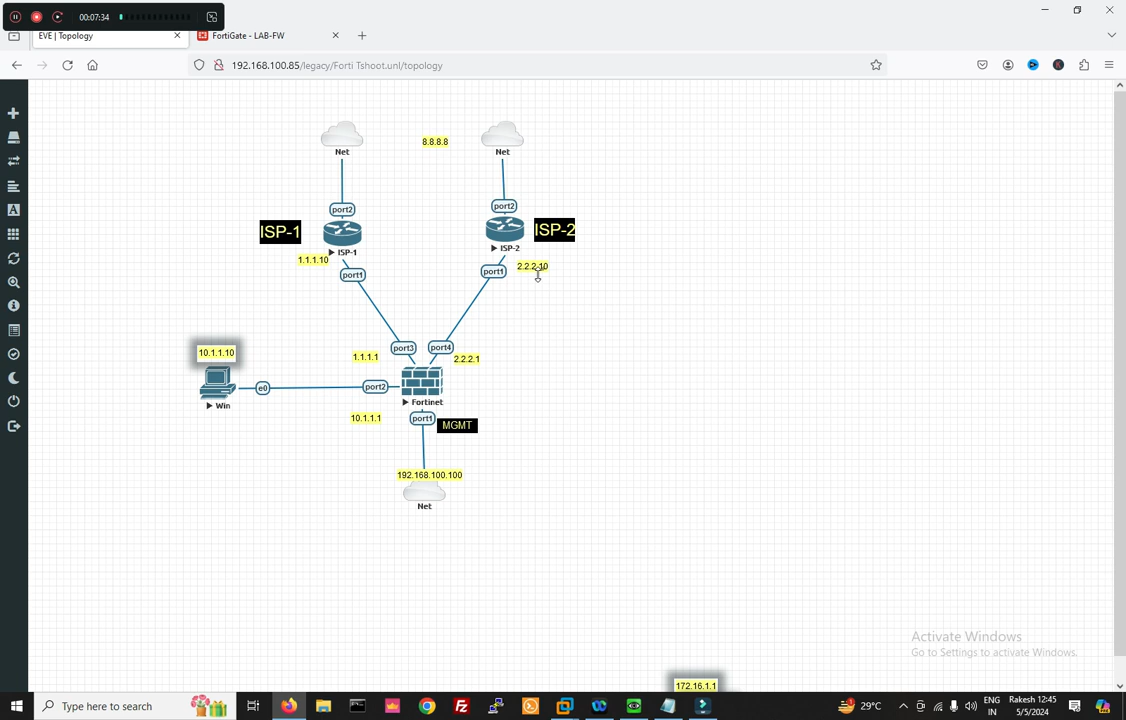 00:07:34
EVE | Topology
FortiGate - LAB-FW
192.168.100.85/legacy/Forti Tshoot.unl/topology
Net
8.8.8.8
Net
port2
port2
ISP-1
ISP-2
ISP-1
ISP-2
1.1.1.10
2.2.2.10
port1
port1
10.1.1.10
1.1.1.1
port3
port4
2.2.2.1
e0
port2
Win
Fortinet
10.1.1.1
port1
MGMT
192.168.100.100
Net
Activate Windows
Go to Settings to activate Windows.
172.16.1.1
Type here to search
29°C
ENG
IN
Rakesh 12:45
5/5/2024